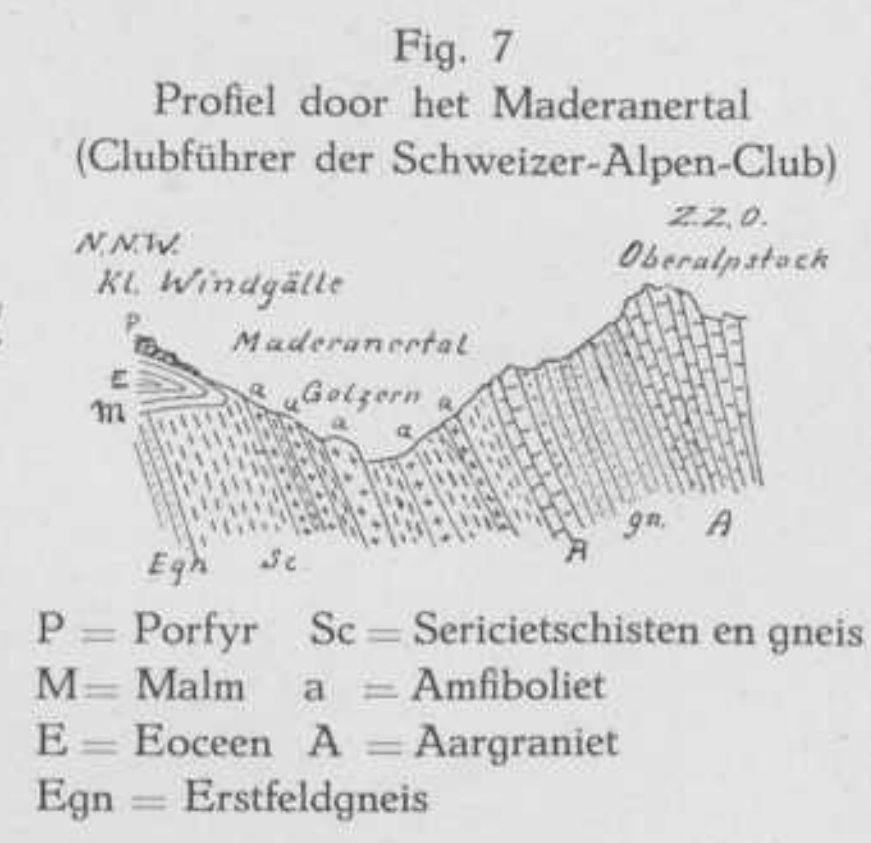 Fig. 7
Profiel door het Maderanertal
(Clubführer der Schweizer-Alpen-Club)
Z.Z.O.
N.N.W.
Oberalpstock
Kl. Windgälle
P
Maderanertal
E
a
a
Golzern
a
M
a
a
gn.
A
A
Egn
Sc.
P = Porfyr Sc = Sericietschisten en gneis
M = Malm a = Amfiboliet
E = Eoceen A = Aargraniet
Egn = Erstfeldgneis